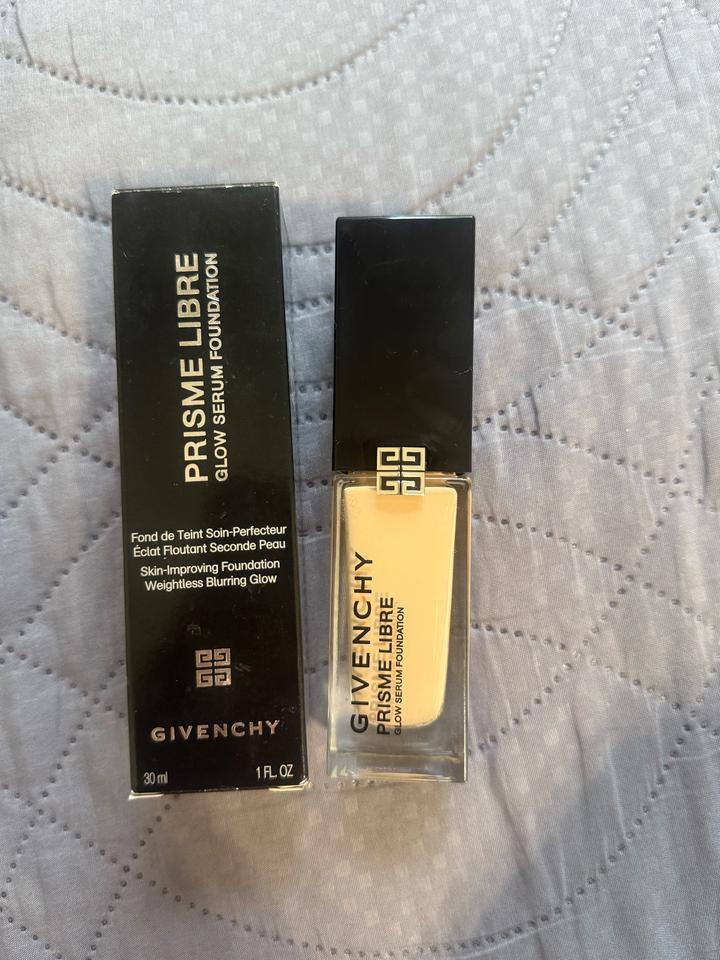 PRISME LIBRE
GLOW SERUM FOUNDATION
Fond de Teint Soin-Perfecteur
Éclat Floutant Seconde Peau
Skin-Improving Foundation
Weightless Blurring Glow
GIVENCHY
30 ml 1 FL. OZ
GIVENCHY
PRISME LIBRE
GLOW SERUM FOUNDATION